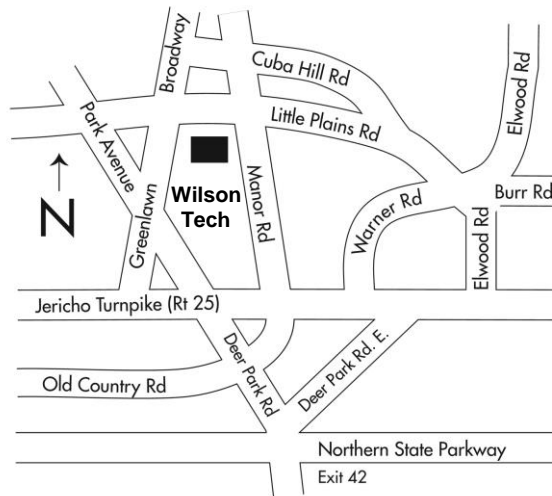 Broadway
Cuba Hill Rd
Elwood Rd
Park Avenue
Little Plains Rd
N
Wilson
Tech
Manor Rd
Greenlawn
Warner Rd
Burr Rd
Elwood Rd
Jericho Turnpike (Rt 25)
Deer Park Rd
Deer Park Rd. E.
Old Country Rd
Northern State Parkway
Exit 42